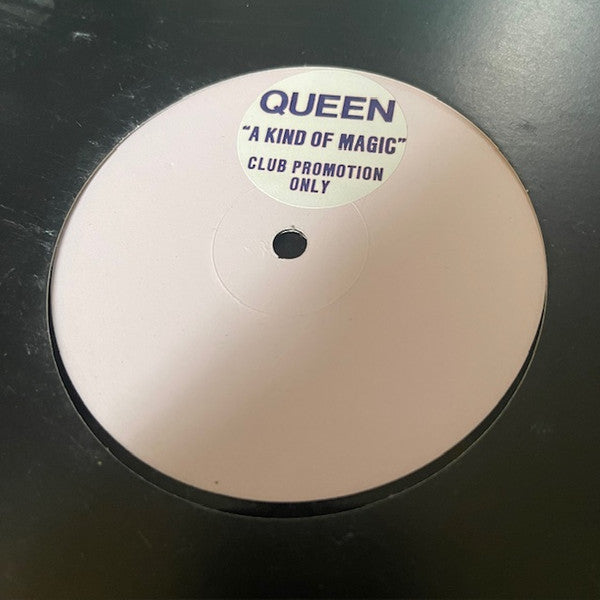 QUEEN
"A KIND OF MAGIC"
CLUB PROMOTION
ONLY